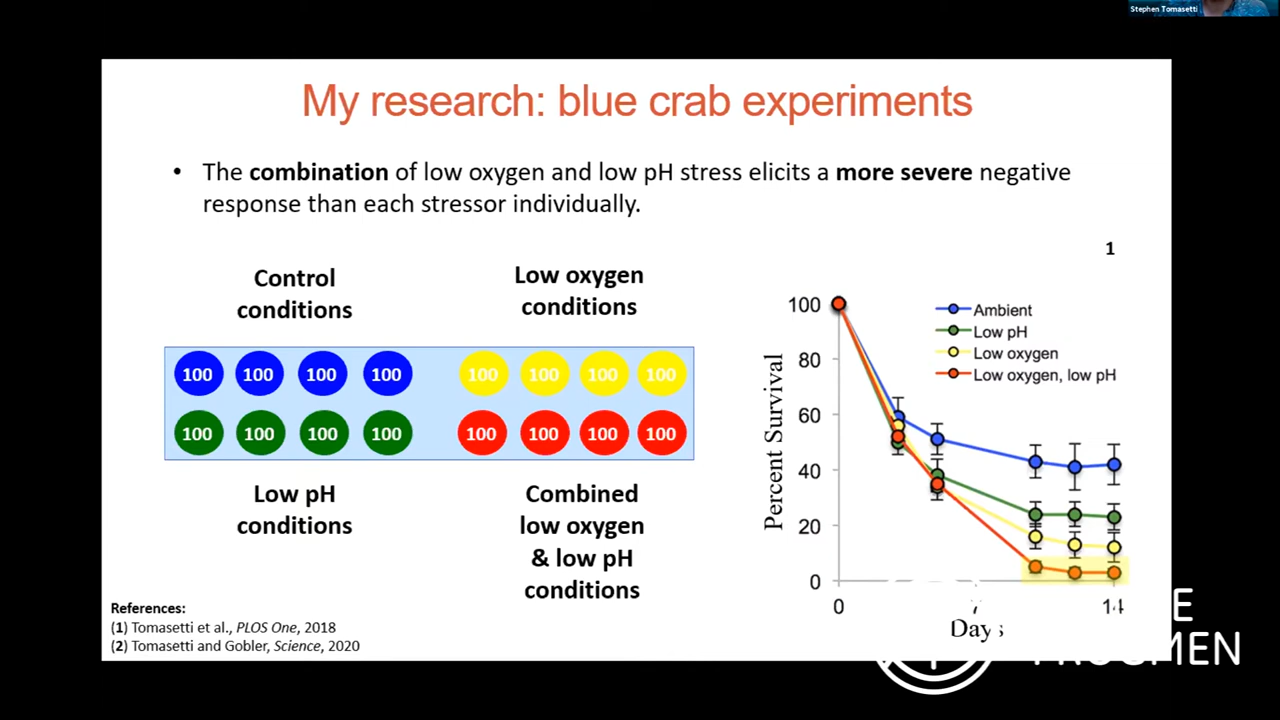 Stephen Tomasetti
My research: blue crab experiments
• The combination of low oxygen and low pH stress elicits a more severe negative
response than each stressor individually.
1
Control
conditions
Low oxygen
conditions
100 100 100 100 100 100 100 100
100 100 100 100 100 100 100 100
Low pH
conditions
Combined
low oxygen
& low pH
conditions
Percent Survival
100
80
60
40
20
0
Ambient
Low pH
Low oxygen
Low oxygen, low pH
0 7 14
Days
References:
(1) Tomasetti et al., PLOS One, 2018
(2) Tomasetti and Gobler, Science, 2020